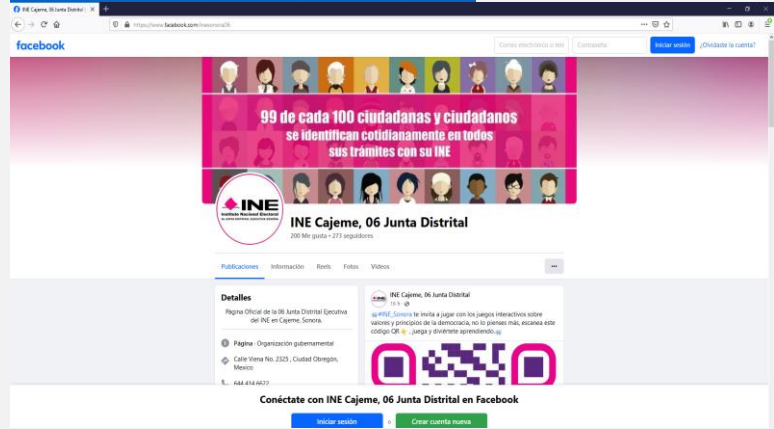 INE Cajeme, 06 Junta Distrital
https://www.facebook.com/inesonora06
facebook
Correo electrónico o tel
Contraseña
Iniciar sesión
¿Olvidaste la cuenta?
99 de cada 100 ciudadanas y ciudadanos
se identifican cotidianamente en todos
sus trámites con su INE
INE
Instituto Nacional Electoral
INE Cajeme, 06 Junta Distrital
200 Me gusta • 273 seguidores
Publicaciones
Información
Reels
Fotos
Videos
Detalles
Página Oficial de la 06 Junta Distrital Ejecutiva
del INE en Cajeme, Sonora.
Página · Organización gubernamental
Calle Viena No. 2325 , Ciudad Obregón,
Mexico
644 414 6672
INE Cajeme, 06 Junta Distrital
16 h
#INE_Sonora te invita a jugar con los juegos interactivos sobre
valores y principios de la democracia, no lo pienses más, escanea este
código QR , juega y diviértete aprendiendo.
Conéctate con INE Cajeme, 06 Junta Distrital en Facebook
Iniciar sesión
o
Crear cuenta nueva